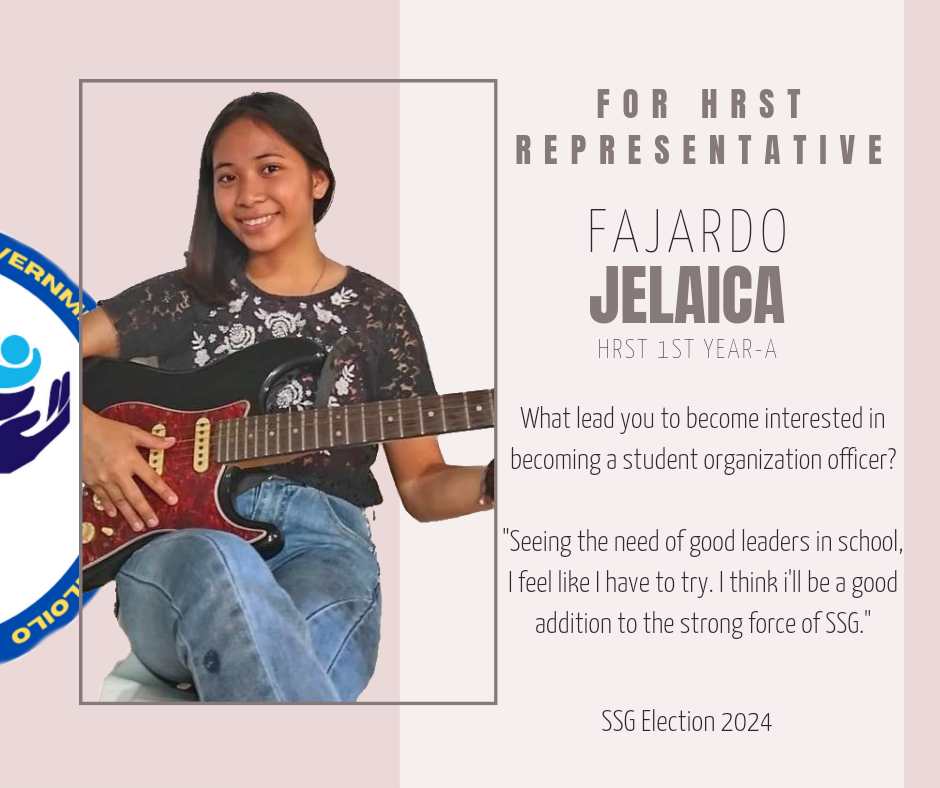 FOR HRST
REPRESENTATIVE
FAJARDO
JELAICA
HRST 1ST YEAR-A
What lead you to become interested in
becoming a student organization officer?
"Seeing the need of good leaders in school,
I feel like I have to try. I think i'll be a good
addition to the strong force of SSG."
SSG Election 2024
VERNM
LOILO